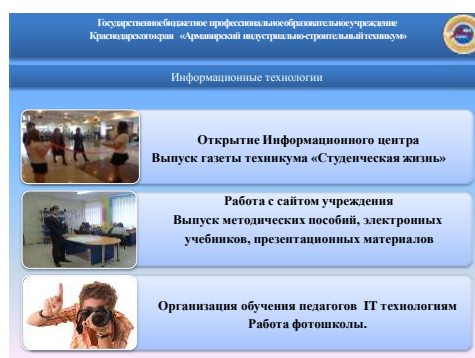 Государственное бюджетное профессиональное образовательное учреждение
Краснодарского края «Армавирский индустриально-строительный техникум»
Информационные технологии
Открытие Информационного центра
Выпуск газеты техникума «Студенческая жизнь»
Работа с сайтом учреждения
Выпуск методических пособий, электронных
учебников, презентационных материалов
Организация обучения педагогов IT технологиям
Работа фотошколы.